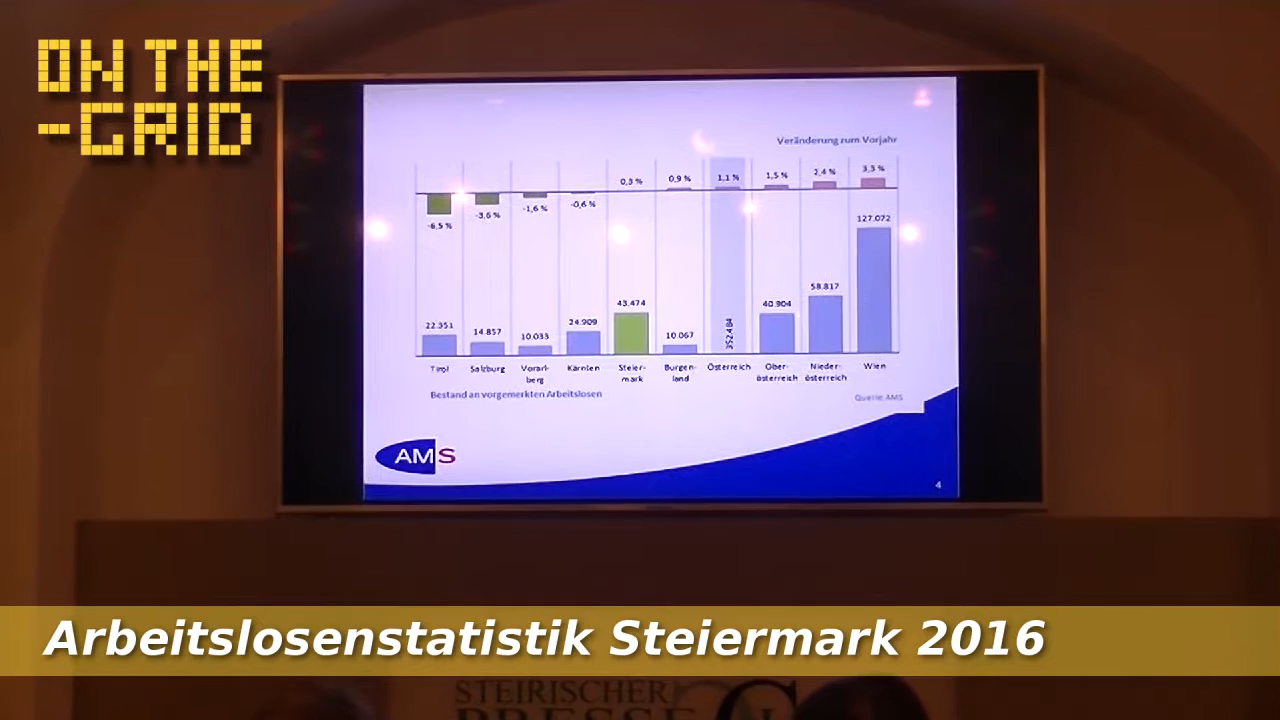 ON THE
-GRID
Veränderung zum Vorjahr
-6,5 %
-3,6 %
-1,6 %
-0,6 %
0,3 %
0,9 %
1,1 %
1,5 %
2,4 %
3,3 %
22.351
14.857
10.033
24.909
43.474
10.067
352.484
40.904
58.817
127.072
Tirol
Salzburg
Vorarl-
berg
Kärnten
Steier-
mark
Burgen-
land
Österreich
Ober-
österreich
Nieder-
österreich
Wien
Bestand an vorgemerkten Arbeitslosen
Quelle: AMS
AMS
4
Arbeitslosenstatistik Steiermark 2016
STEIRISCHER
PRESSE